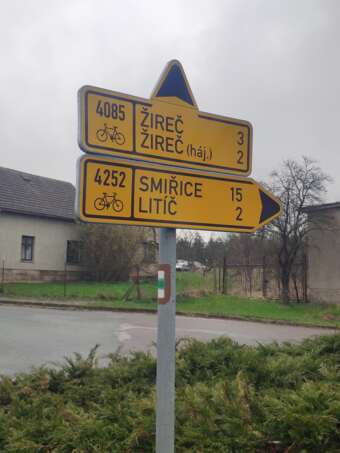 4085 ŽIREČ 3
ŽIREČ (háj.) 2
4252 SMIŘICE 15
LITÍČ 2